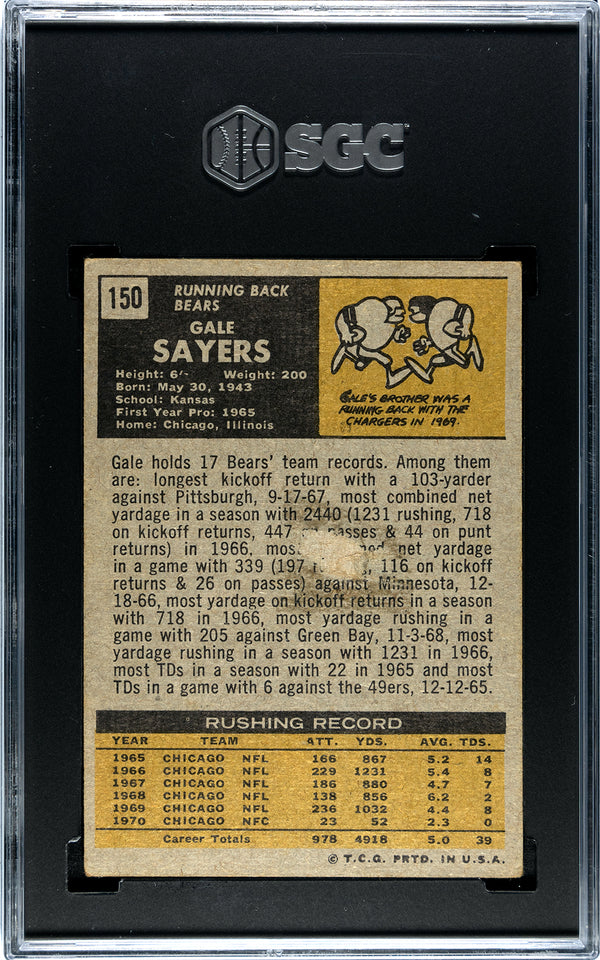 SGC
150
RUNNING BACK
BEARS
GALE
SAYERS
Height: 6'- Weight: 200
Born: May 30, 1943
School: Kansas
First Year Pro: 1965
Home: Chicago, Illinois
GALE'S BROTHER WAS A
RUNNING BACK WITH THE
CHARGERS IN 1969.
Gale holds 17 Bears' team records. Among them
are: longest kickoff return with a 103-yarder
against Pittsburgh, 9-17-67, most combined net
yardage in a season with 2440 (1231 rushing, 718
on kickoff returns, 447 passes & 44 on punt
returns) in 1966, net yardage
in a game with 339 (197 116 on kickoff
returns & 26 on passes) against Minnesota, 12-
18-66, most yardage on kickoff returns in a season
with 718 in 1966, most yardage rushing in a
game with 205 against Green Bay, 11-3-68, most
yardage rushing in a season with 1231 in 1966,
most TDs in a season with 22 in 1965 and most
TDs in a game with 6 against the 49ers, 12-12-65.
RUSHING RECORD
YEAR TEAM ATT. YDS. AVG. TDS.
1965 CHICAGO NFL 166 867 5.2 14
1966 CHICAGO NFL 229 1231 5.4 8
1967 CHICAGO NFL 186 880 4.7 7
1968 CHICAGO NFL 138 856 6.2 2
1969 CHICAGO NFL 236 1032 4.4 8
1970 CHICAGO NFC 23 52 2.3 0
Career Totals 978 4918 5.0 39
© T.C.G. PRTD. IN U.S.A.